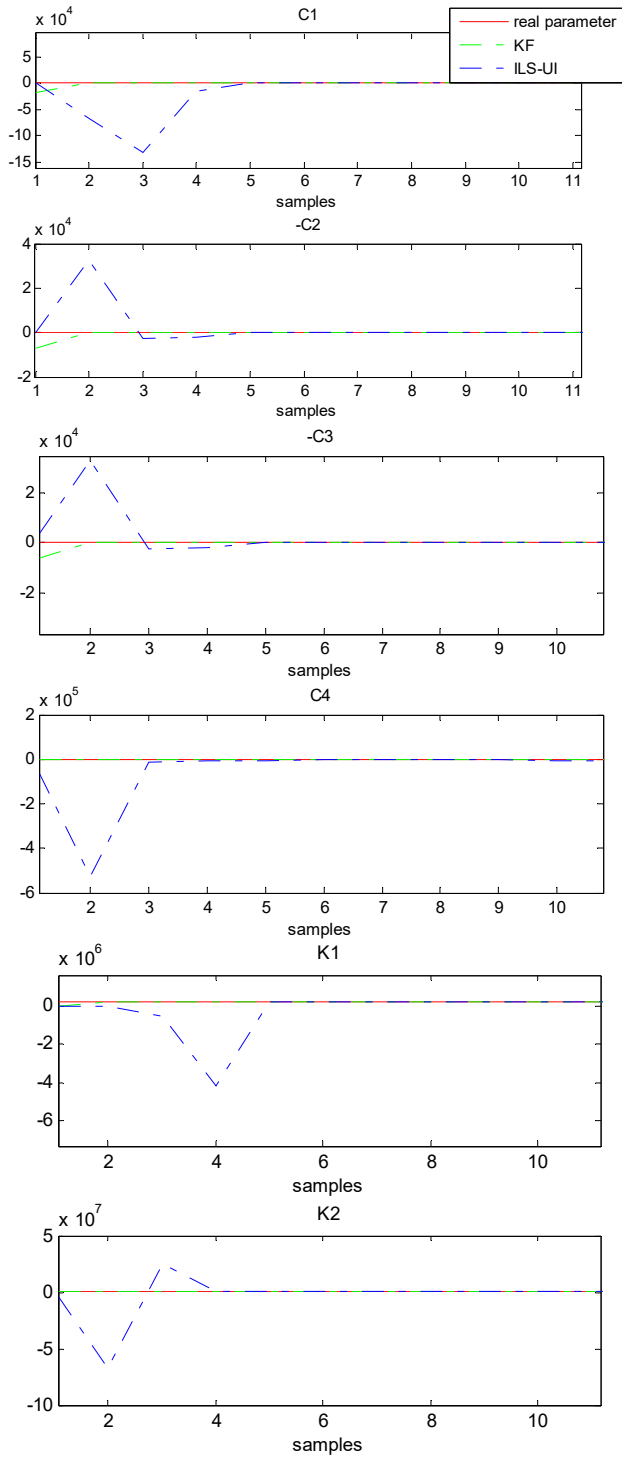 C1
x 10^4
real parameter
KF
ILS-UI
5
0
-5
-10
-15
1 2 3 4 5 6 7 8 9 10 11
samples
-C2
x 10^4
4
2
0
-2
1 2 3 4 5 6 7 8 9 10 11
samples
-C3
x 10^4
2
0
-2
2 3 4 5 6 7 8 9 10
samples
C4
x 10^5
2
0
-2
-4
-6
2 3 4 5 6 7 8 9 10
samples
K1
x 10^6
0
-2
-4
-6
2 4 6 8 10
samples
K2
x 10^7
5
0
-5
-10
2 4 6 8 10
samples